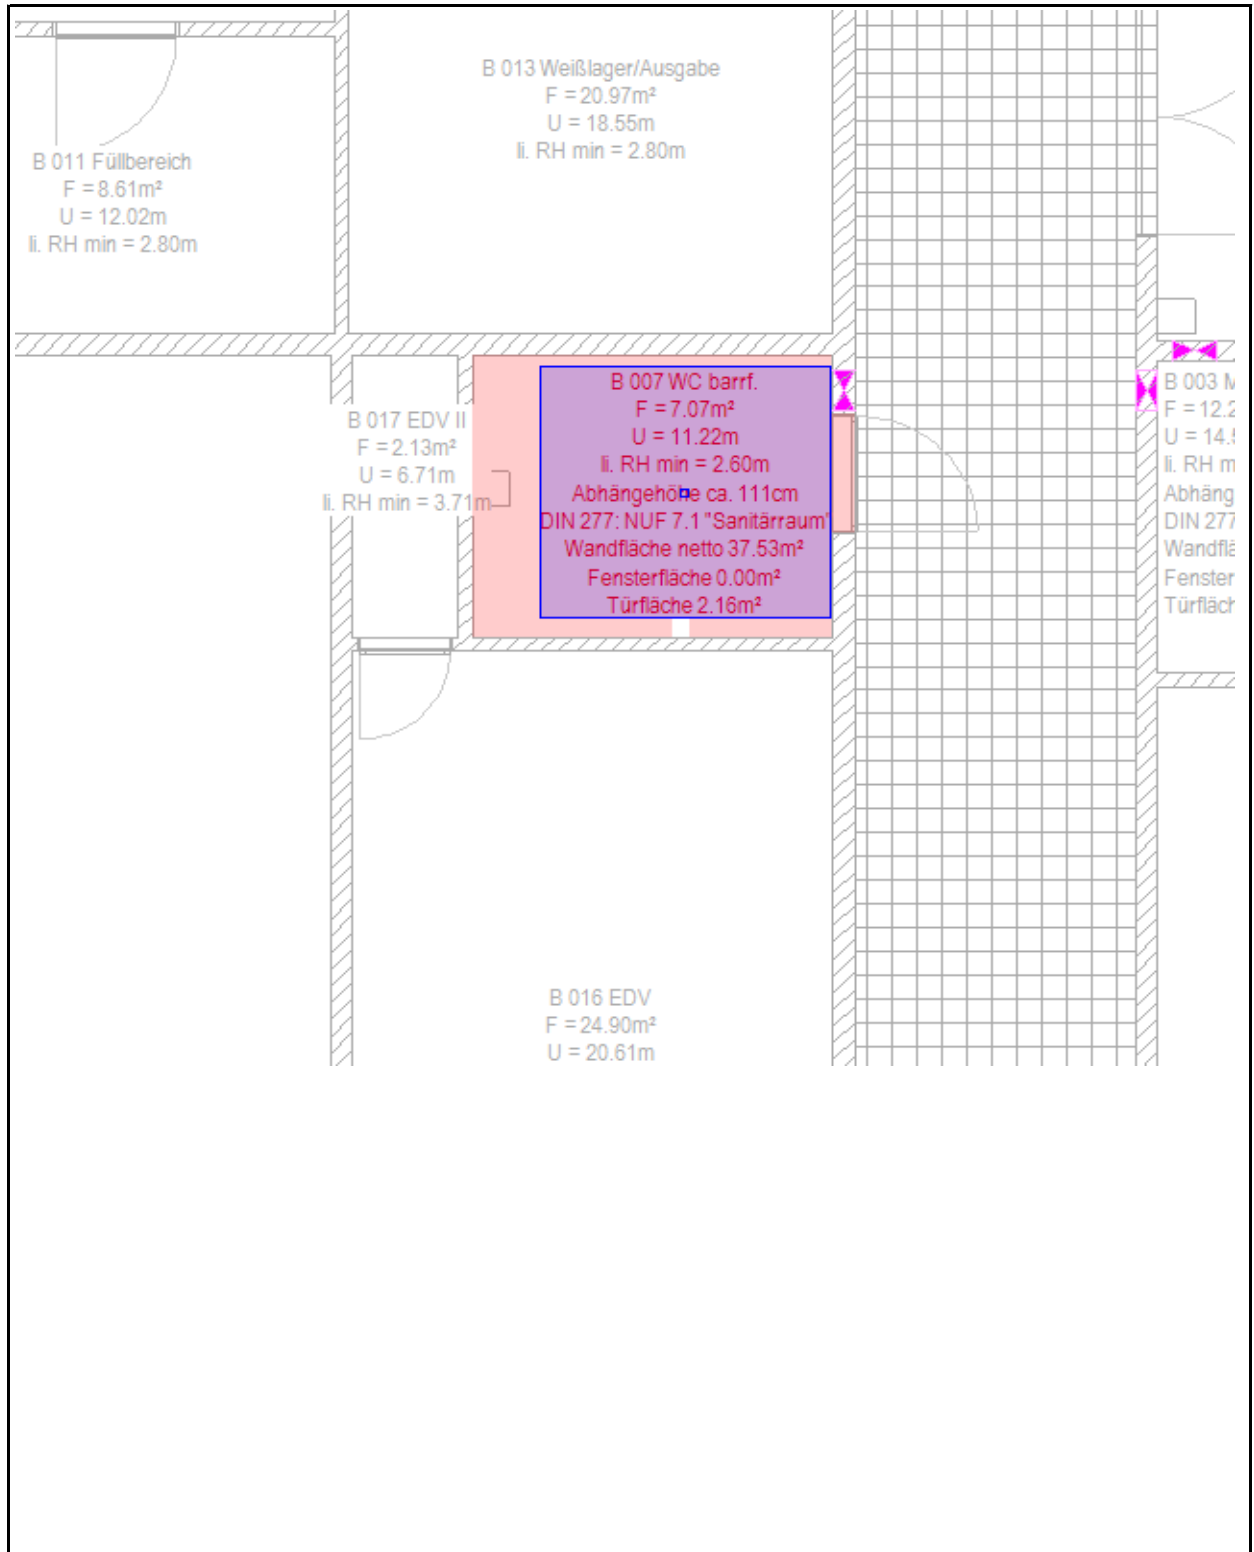 B 013 Weißlager/Ausgabe
F = 20.97m²
U = 18.55m
li. RH min = 2.80m
B 011 Füllbereich
F = 8.61m²
U = 12.02m
li. RH min = 2.80m
B 017 EDV II
F = 2.13m²
U = 6.71m
li. RH min = 3.71m
B 007 WC barrf.
F = 7.07m²
U = 11.22m
li. RH min = 2.60m
Abhängehöhe ca. 111cm
DIN 277: NUF 7.1 "Sanitärraum"
Wandfläche netto 37.53m²
Fensterfläche 0.00m²
Türfläche 2.16m²
B 003
F = 12.2
U = 14.5
li. RH
Abhäng
DIN 277
Wandflä
Fenster
Türfläch
B 016 EDV
F = 24.90m²
U = 20.61m